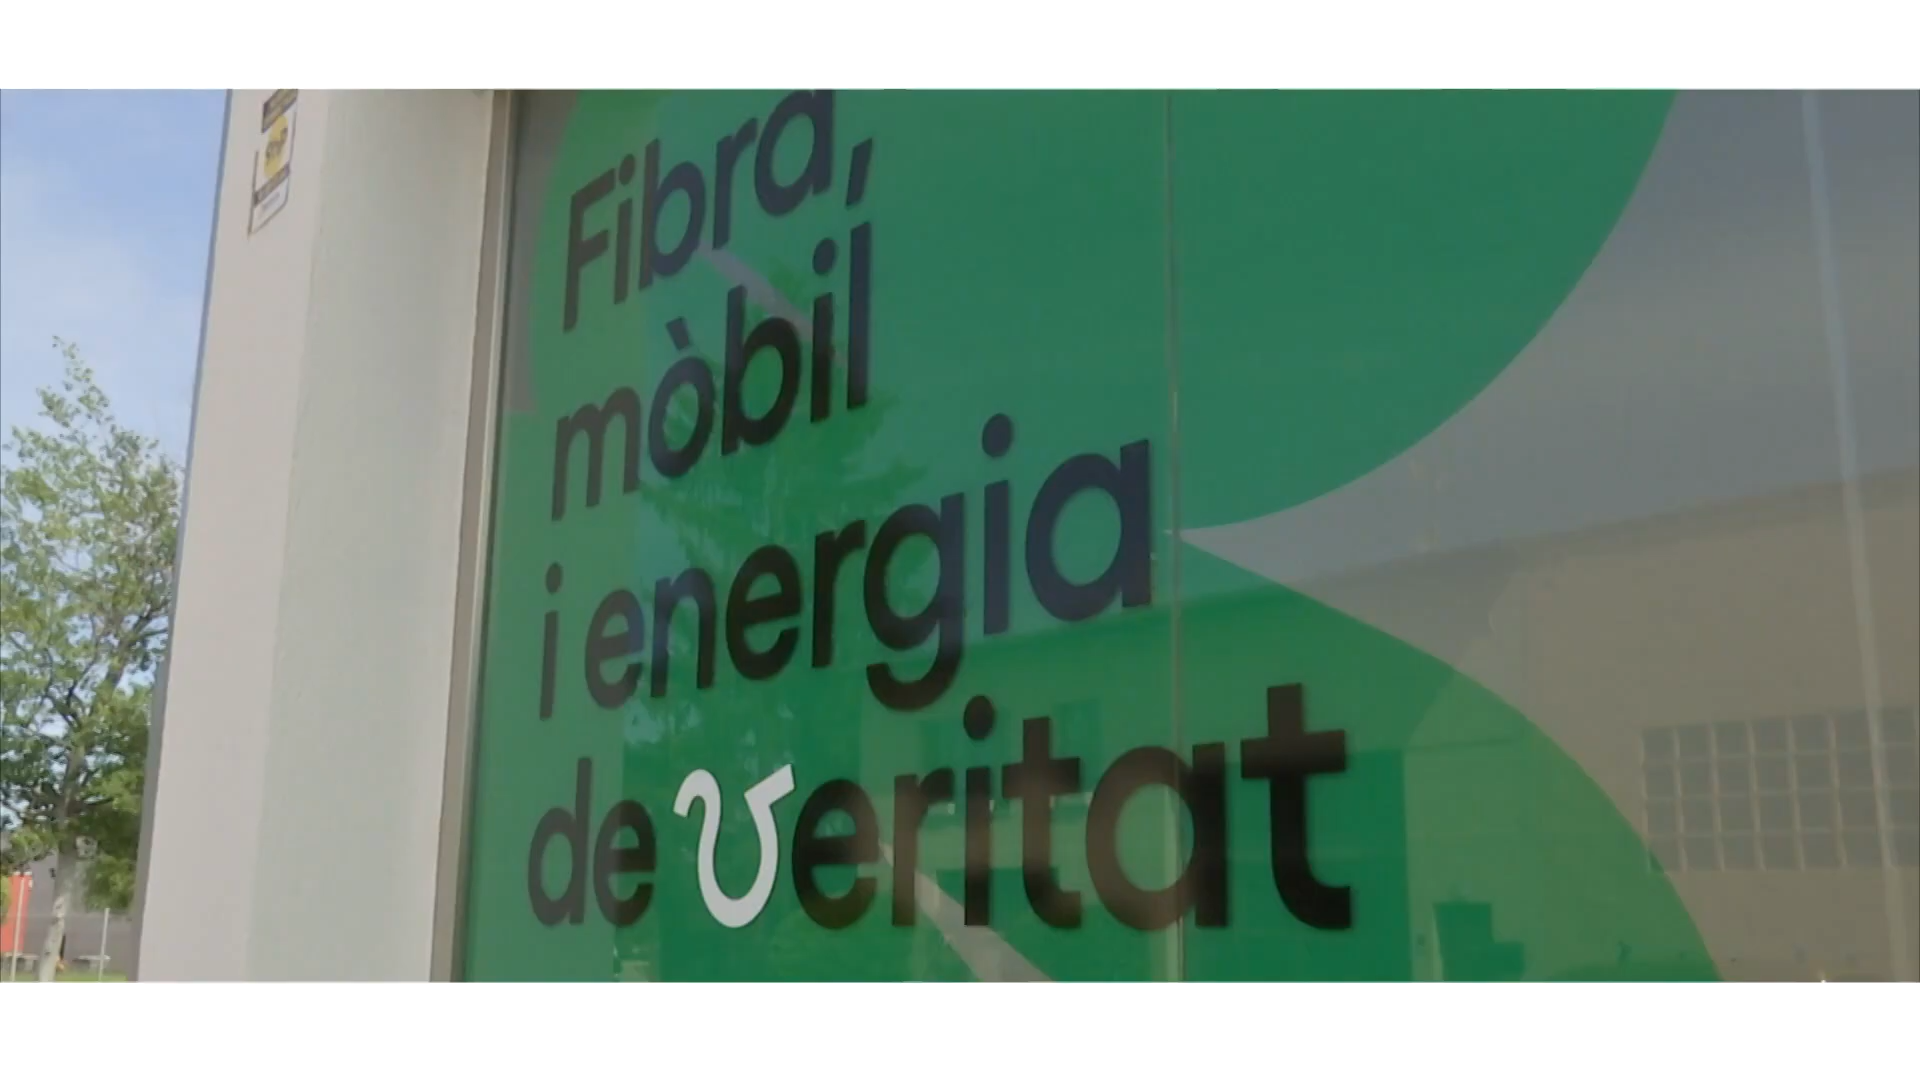 Fibra,
mòbil
i energia
de veritat